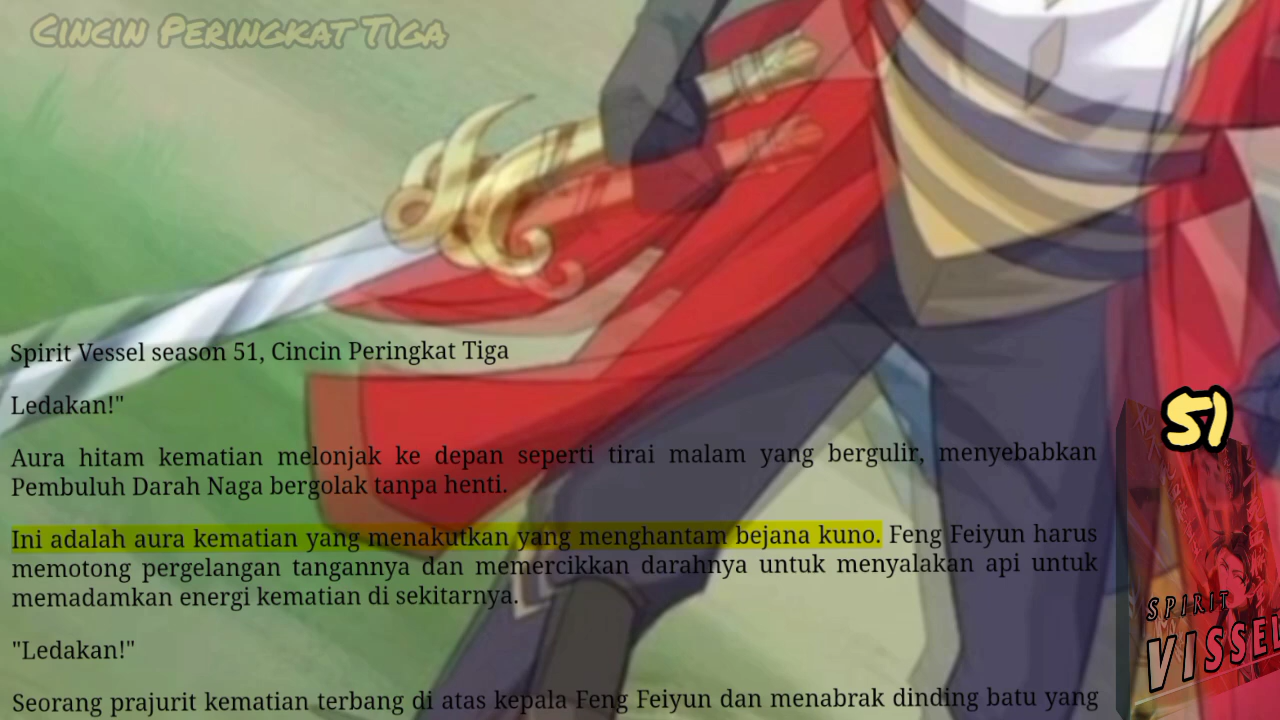 Cincin Peringkat Tiga
Spirit Vessel season 51, Cincin Peringkat Tiga
Ledakan!"
Aura hitam kematian melonjak ke depan seperti tirai malam yang bergulir, menyebabkan
Pembuluh Darah Naga bergolak tanpa henti.
Ini adalah aura kematian yang menakutkan yang menghantam bejana kuno. Feng Feiyun harus
memotong pergelangan tangannya dan memercikkan darahnya untuk menyalakan api untuk
memadamkan energi kematian di sekitarnya.
"Ledakan!"
Seorang prajurit kematian terbang di atas kepala Feng Feiyun dan menabrak dinding batu yang
51
SPIRIT
VISSEL